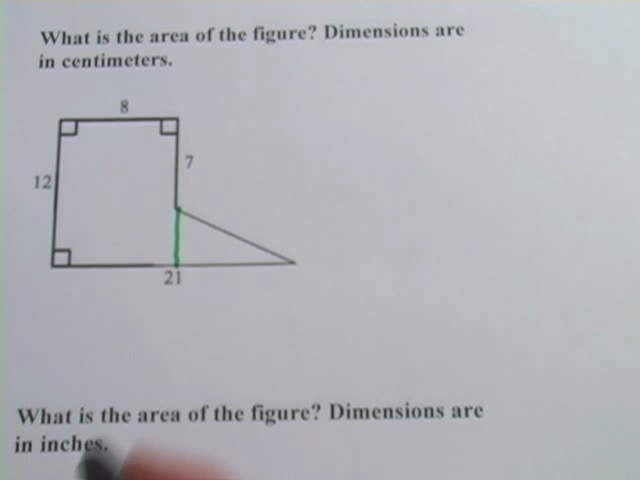 What is the area of the figure? Dimensions are
in centimeters.
8
7
12
21
What is the area of the figure? Dimensions are
in inches.